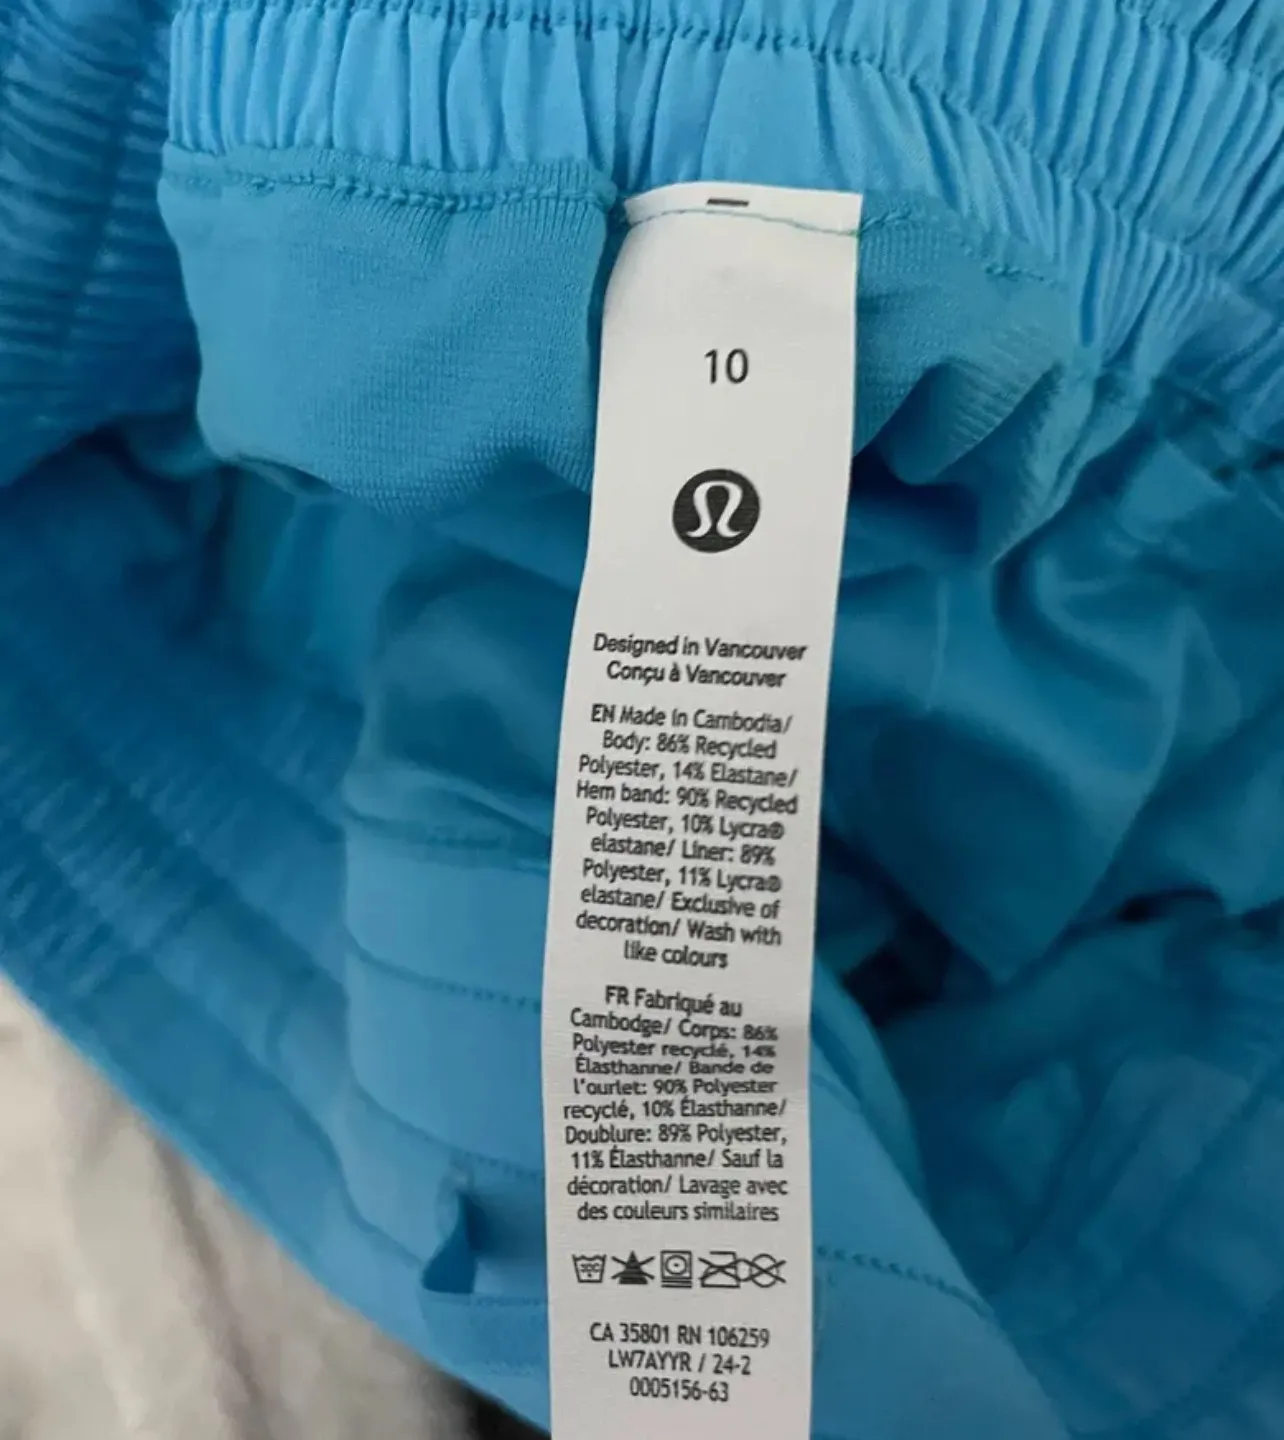 10
Designed in Vancouver
Conçu à Vancouver
EN Made in Cambodia/
Body: 86% Recycled
Polyester, 14% Elastane/
Hem band: 90% Recycled
Polyester, 10% Lycra®
elastane/ Liner: 89%
Polyester, 11% Lycra®
elastane/ Exclusive of
decoration/ Wash with
like colours
FR Fabriqué au
Cambodge/ Corps: 86%
Polyester recyclé, 14%
Élasthanne/ Bande de
l'ourlet: 90% Polyester
recyclé, 10% Élasthanne/
Doublure: 89% Polyester,
11% Élasthanne/ Sauf la
décoration/ Lavage avec
des couleurs similaires
CA 35801 RN 106259
LW7AYYR / 24-2
0005156-63